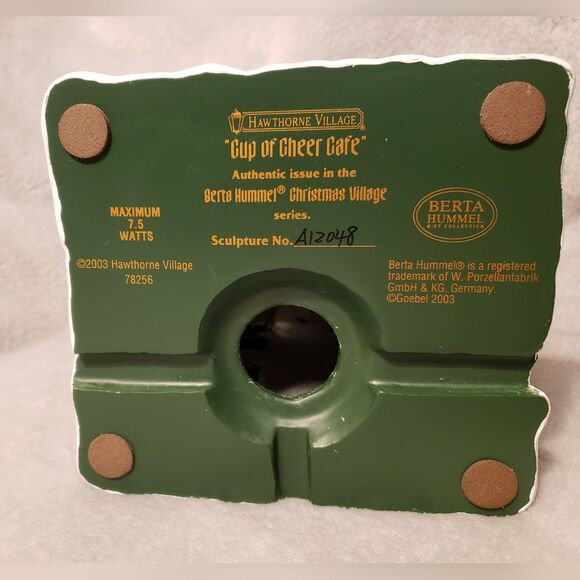 HAWTHORNE VILLAGE®
"Cup of Cheer Cafe"
Authentic issue in the
Berta Hummel® Christmas Village
series.
Sculpture No. A12048
MAXIMUM
7.5
WATTS
©2003 Hawthorne Village
78256
BERTA
HUMMEL
GIFT COLLECTION
Berta Hummel® is a registered
trademark of W. Porzellanfabrik
GmbH & KG. Germany.
©Goebel 2003